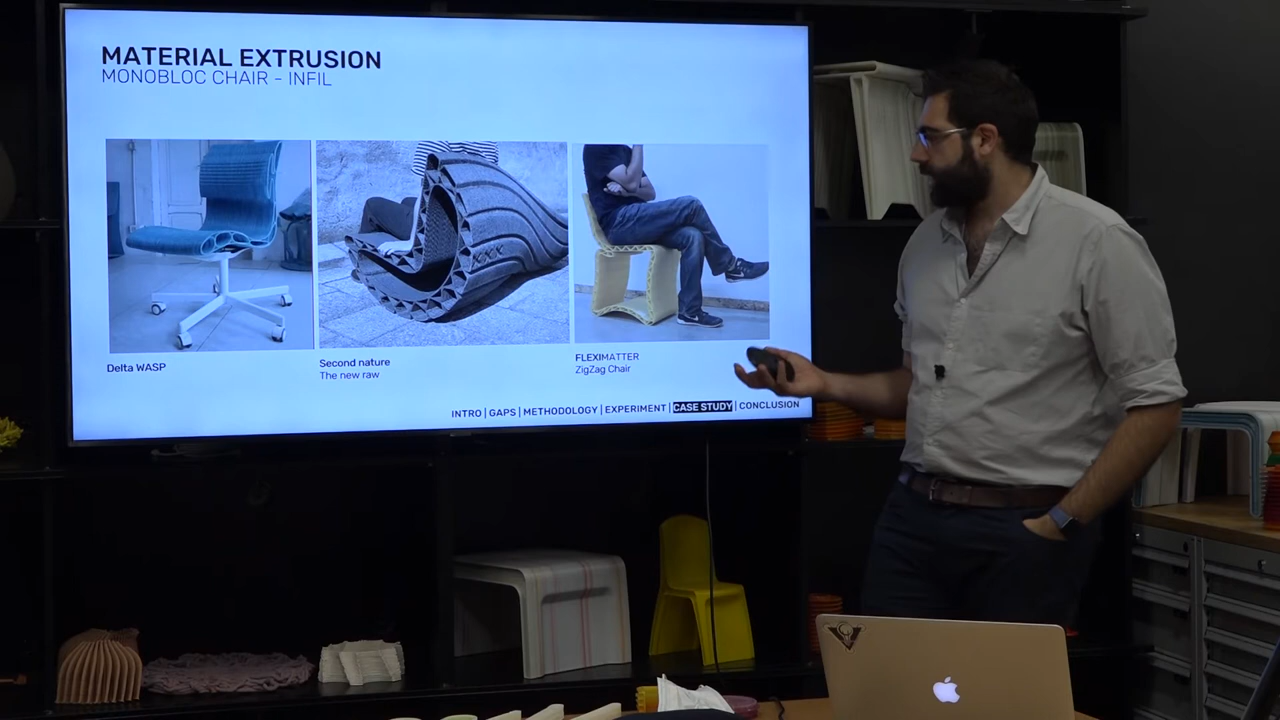 MATERIAL EXTRUSION
MONOBLOC CHAIR - INFIL
XXX
Delta WASP
Second nature
The new raw
FLEXIMATTER
ZigZag Chair
INTRO | GAPS | METHODOLOGY | EXPERIMENT | CASE STUDY | CONCLUSION